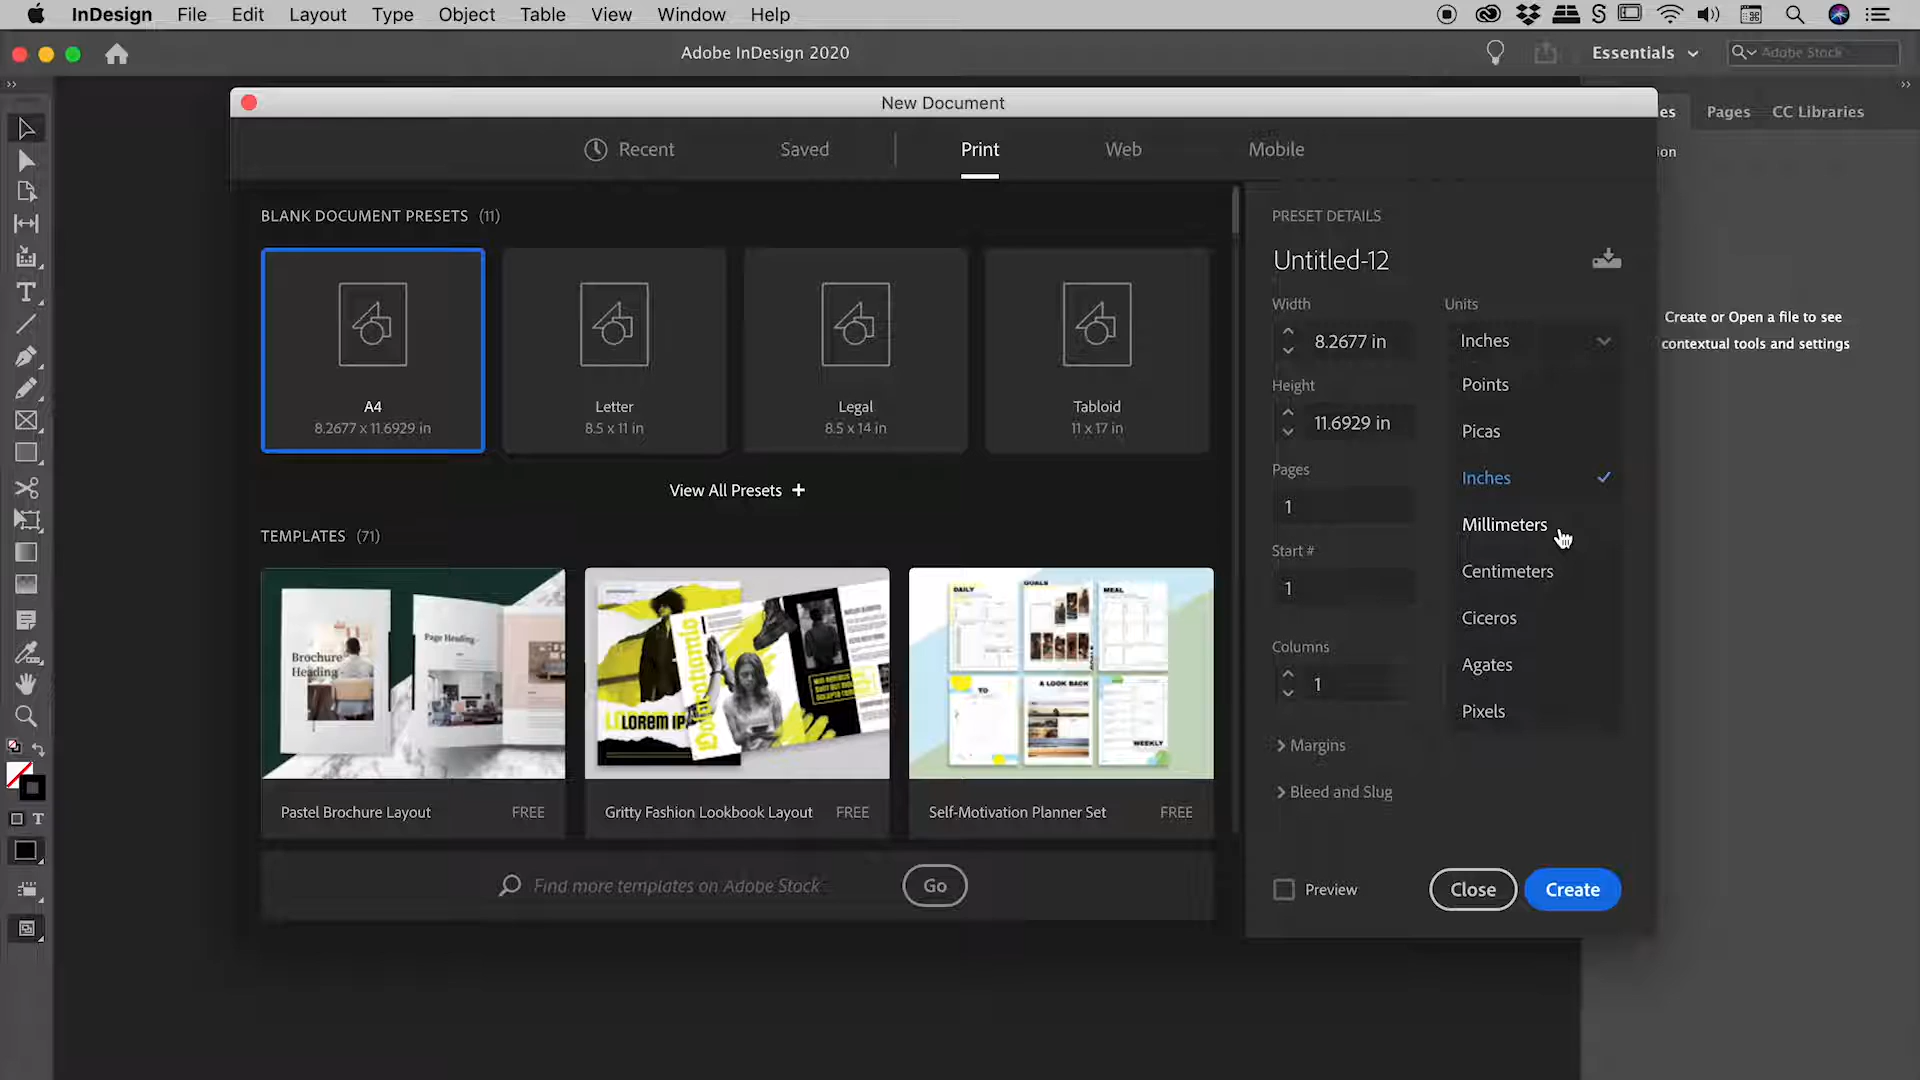 InDesign File Edit Layout Type Object Table View Window Help
Adobe InDesign 2020
Essentials
Adobe Stock
New Document
es Pages CC Libraries
ion
Recent Saved Print Web Mobile
BLANK DOCUMENT PRESETS (11)
A4
8.2677 x 11.6929 in
Letter
8.5 x 11 in
Legal
8.5 x 14 in
Tabloid
11 x 17 in
View All Presets +
TEMPLATES (71)
Brochure
Heading
Page Heading
LOREM IP
DAILY
GOALS
MEAL
TO
A LOOK BACK
WEEKLY
Pastel Brochure Layout FREE
Gritty Fashion Lookbook Layout FREE
Self-Motivation Planner Set FREE
Find more templates on Adobe Stock
Go
PRESET DETAILS
Untitled-12
Width
8.2677 in
Height
11.6929 in
Pages
1
Start #
1
Columns
1
Margins
Bleed and Slug
Units
Inches
Points
Picas
Inches
Millimeters
Centimeters
Ciceros
Agates
Pixels
Preview
Close
Create
Create or Open a file to see
contextual tools and settings